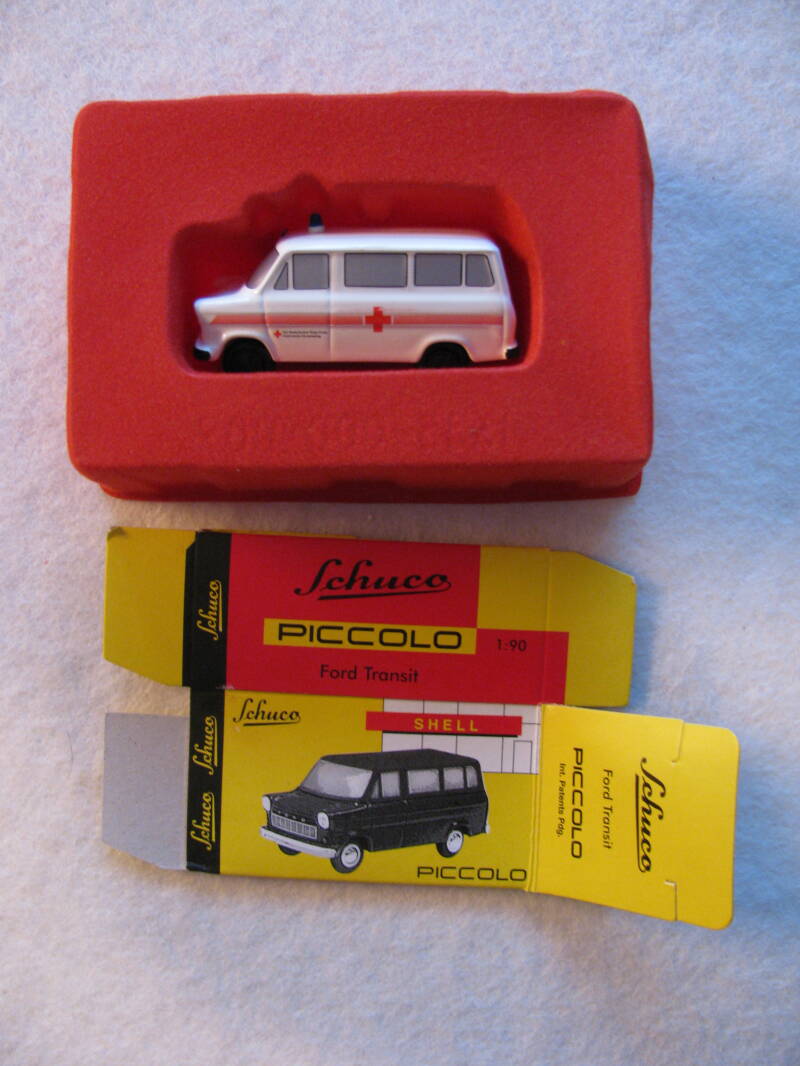 Schuco
Schuco
PICCOLO
1:90
Ford Transit
Schuco
Schuco
SHELL
Schuco
PICCOLO
Schuco
Ford Transit
PICCOLO
Int. Patents Pdg.